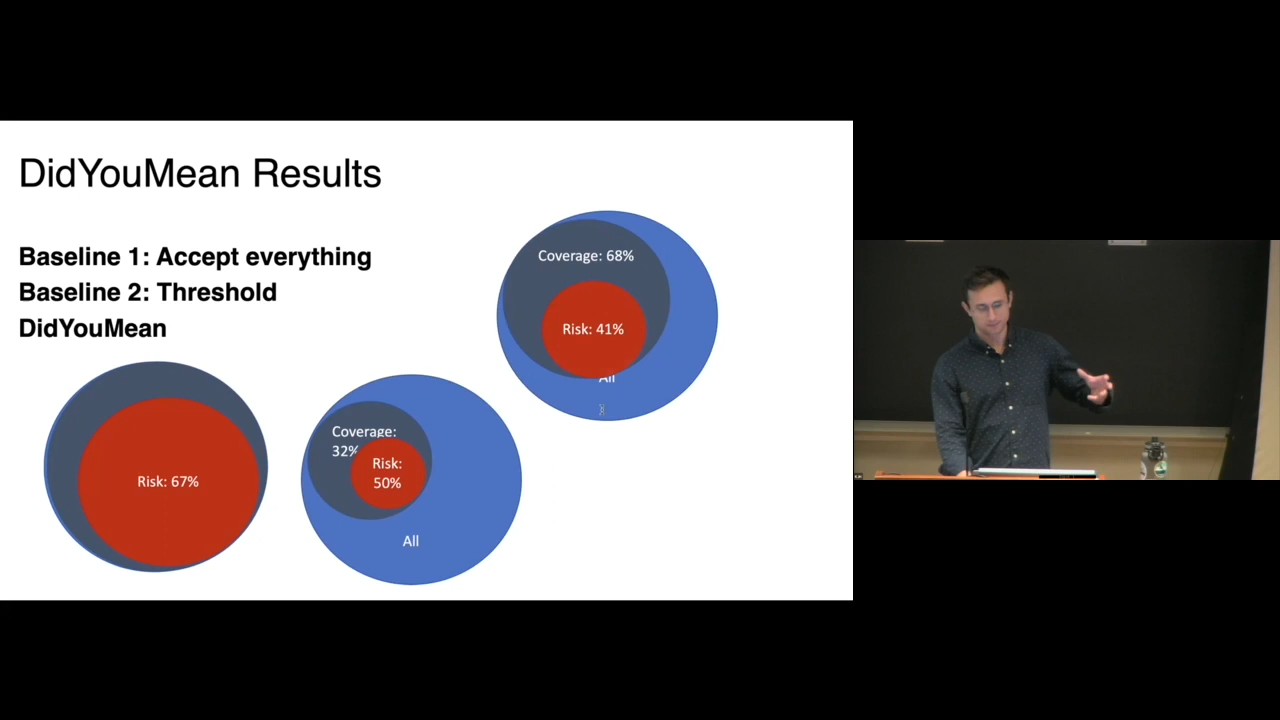 DidYouMean Results
Baseline 1: Accept everything
Baseline 2: Threshold
DidYouMean
Coverage: 68%
Risk: 41%
All
Risk: 67%
Coverage:
32%
Risk:
50%
All